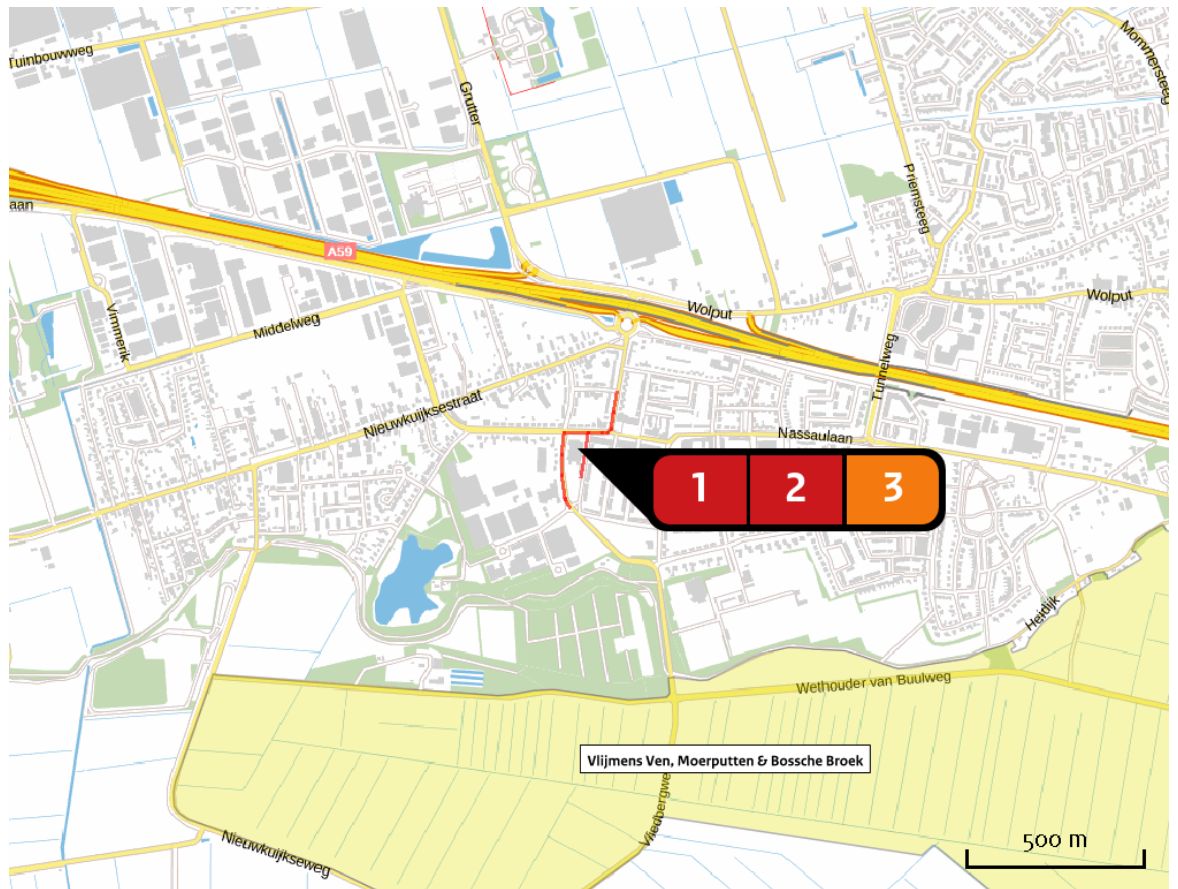 Tuinbouwweg
Grutter
Mommersteeg
Priemsteeg
aan
A59
Wolput
Wolput
Vimmerik
Middelweg
Tunnelweg
Nieuwkuijksestraat
Nassaulaan
1 2 3
Heidijk
Wethouder van Buulweg
Vlijmens Ven, Moerputten & Bossche Broek
Vliedbergwe
Nieuwkuijkseweg
500 m